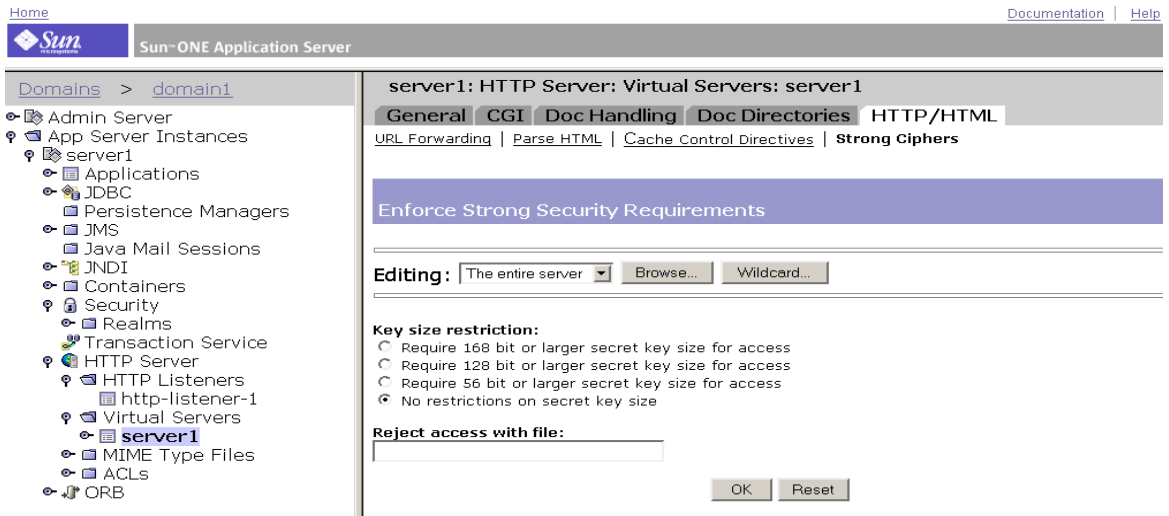 Home
Documentation | Help
Sun microsystems
Sun™ONE Application Server
Domains > domain1
Admin Server
App Server Instances
server1
Applications
JDBC
Persistence Managers
JMS
Java Mail Sessions
JNDI
Containers
Security
Realms
Transaction Service
HTTP Server
HTTP Listeners
http-listener-1
Virtual Servers
server1
MIME Type Files
ACLs
ORB
server1: HTTP Server: Virtual Servers: server1
General CGI Doc Handling Doc Directories HTTP/HTML
URL Forwarding | Parse HTML | Cache Control Directives | Strong Ciphers
Enforce Strong Security Requirements
Editing: The entire server Browse... Wildcard...
Key size restriction:
Require 168 bit or larger secret key size for access
Require 128 bit or larger secret key size for access
Require 56 bit or larger secret key size for access
No restrictions on secret key size
Reject access with file:
OK Reset